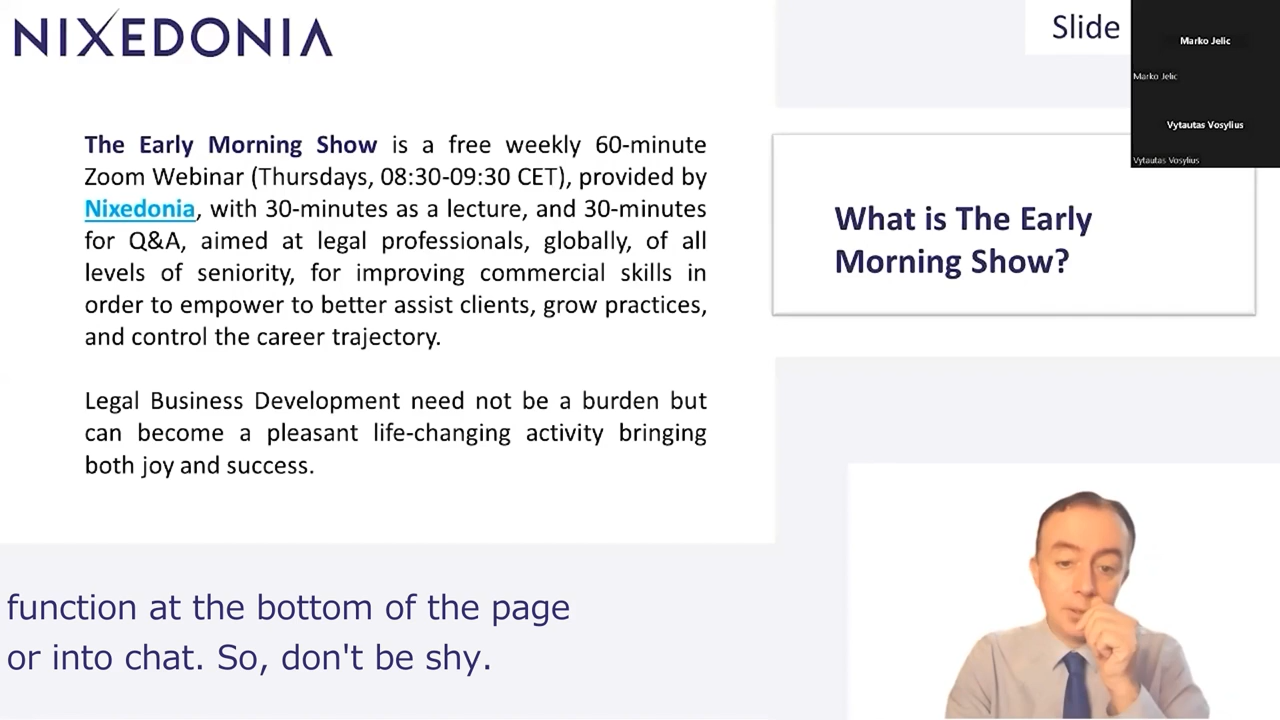 NIXEDONIA
Slide
Marko Jelic
Marko Jelic
Vytautas Vosylius
Vytautas Vosylius
The Early Morning Show is a free weekly 60-minute
Zoom Webinar (Thursdays, 08:30-09:30 CET), provided by
Nixedonia, with 30-minutes as a lecture, and 30-minutes
for Q&A, aimed at legal professionals, globally, of all
levels of seniority, for improving commercial skills in
order to empower to better assist clients, grow practices,
and control the career trajectory.
Legal Business Development need not be a burden but
can become a pleasant life-changing activity bringing
both joy and success.
What is The Early
Morning Show?
function at the bottom of the page
or into chat. So, don't be shy.